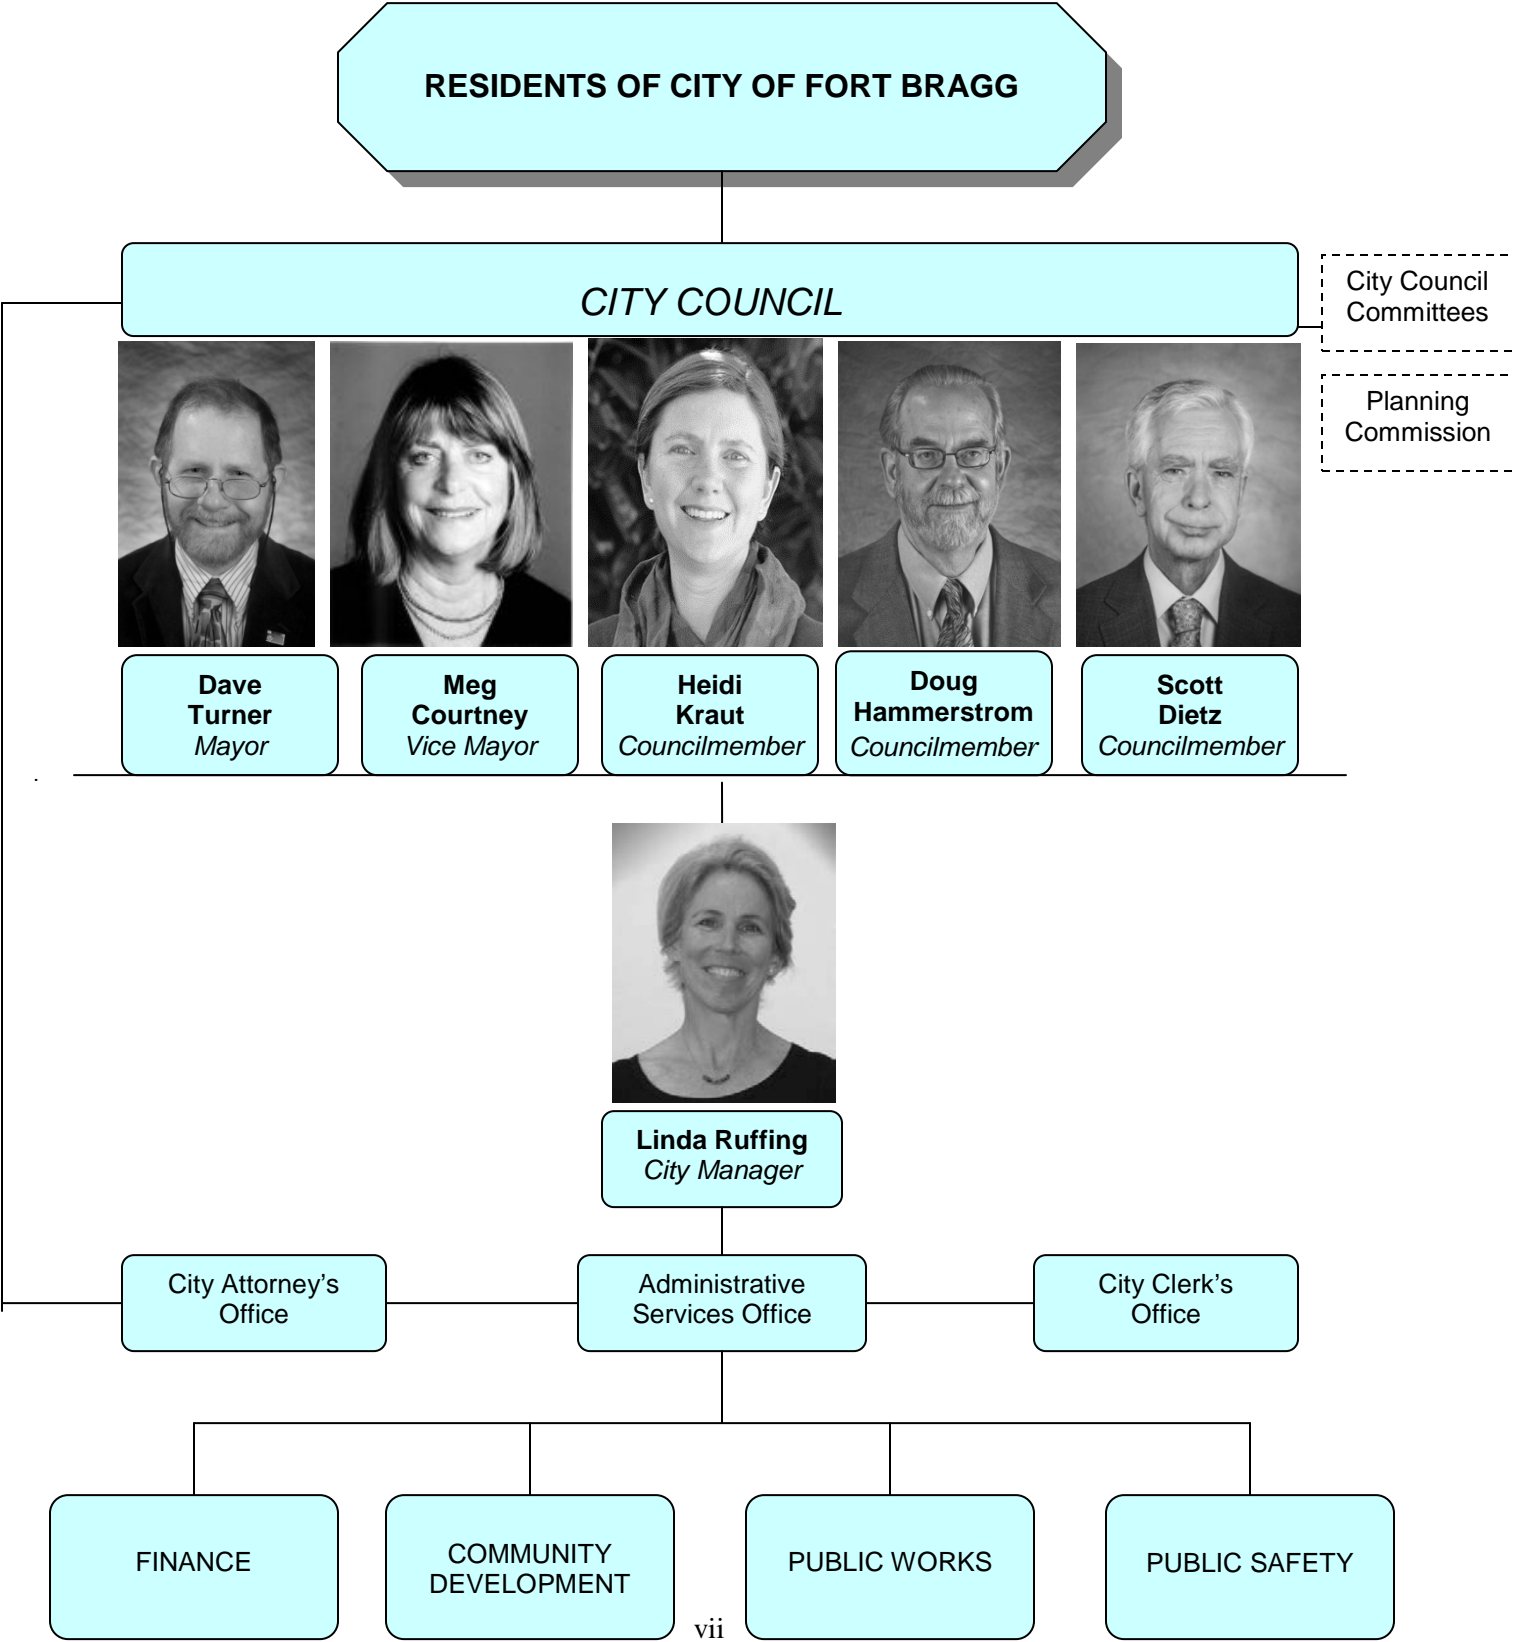 RESIDENTS OF CITY OF FORT BRAGG
CITY COUNCIL
City Council
Committees
Planning
Commission
Dave
Turner
Mayor
Meg
Courtney
Vice Mayor
Heidi
Kraut
Councilmember
Doug
Hammerstrom
Councilmember
Scott
Dietz
Councilmember
.
Linda Ruffing
City Manager
City Attorney’s
Office
Administrative
Services Office
City Clerk’s
Office
FINANCE
COMMUNITY
DEVELOPMENT
PUBLIC WORKS
PUBLIC SAFETY
vii